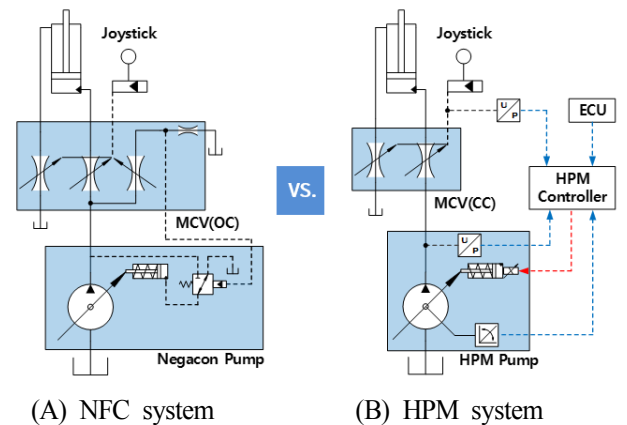 Joystick
MCV(OC)
Negacon Pump
(A) NFC system
VS.
Joystick
U/P
ECU
HPM
Controller
MCV(CC)
U/P
HPM Pump
(B) HPM system